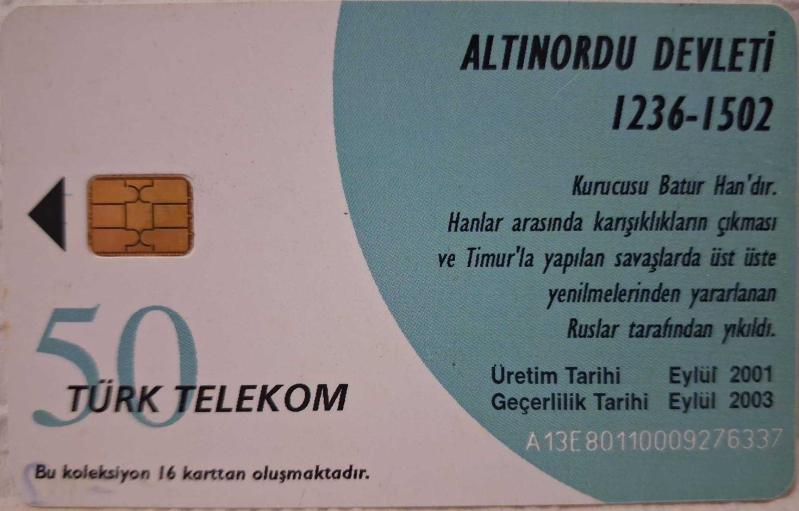 ALTINORDU DEVLETİ
1236-1502
Kurucusu Batur Han'dır.
Hanlar arasında karışıklıkların çıkması
ve Timur'la yapılan savaşlarda üst üste
yenilmelerinden yararlanan
Ruslar tarafından yıkıldı.
Üretim Tarihi Eylül 2001
Geçerlilik Tarihi Eylül 2003
A13E80110009276337
50
TÜRK TELEKOM
Bu koleksiyon 16 karttan oluşmaktadır.